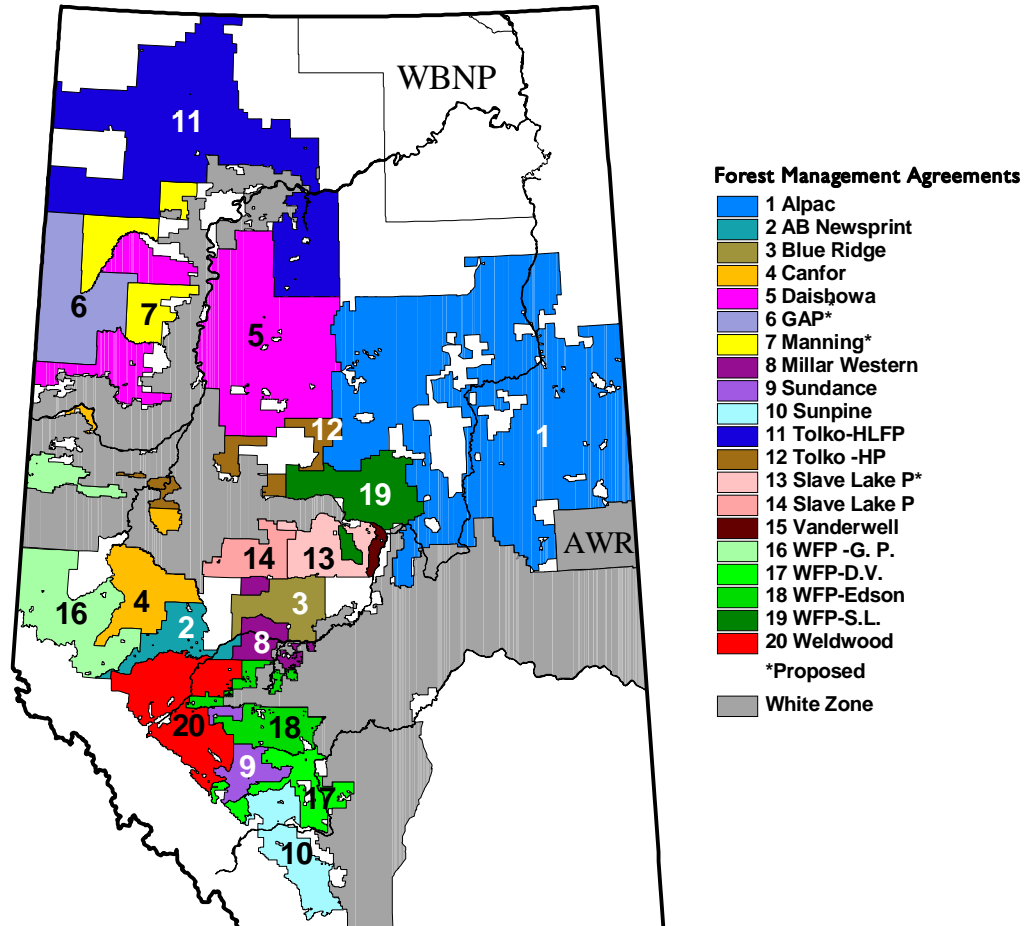 WBNP
11
6
7
5
12
1
19
AWR
14
13
16
4
2
3
8
20
18
9
17
10
Forest Management Agreements
1 Alpac
2 AB Newsprint
3 Blue Ridge
4 Canfor
5 Daishowa
6 GAP*
7 Manning*
8 Millar Western
9 Sundance
10 Sunpine
11 Tolko-HLFP
12 Tolko -HP
13 Slave Lake P*
14 Slave Lake P
15 Vanderwell
16 WFP -G. P.
17 WFP-D.V.
18 WFP-Edson
19 WFP-S.L.
20 Weldwood
*Proposed
White Zone